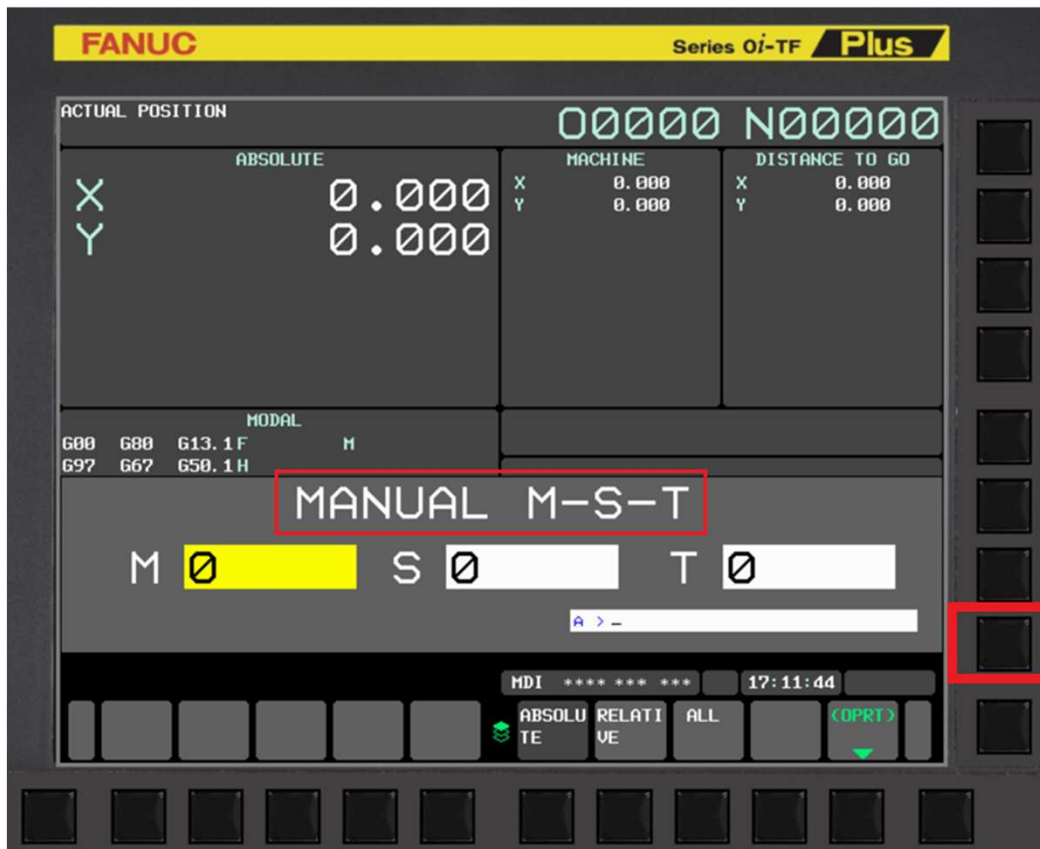 FANUC Series 0i-TF Plus
ACTUAL POSITION O0000 N00000
ABSOLUTE MACHINE DISTANCE TO GO
X 0.000 X 0.000 X 0.000
Y 0.000 Y 0.000 Y 0.000
MODAL
G00 G80 G13.1 F M
G97 G67 G50.1 H
MANUAL M-S-T
M 0 S 0 T 0
A >_
MDI **** *** *** 17:11:44
ABSOLU RELATI ALL (OPRT)
TE VE